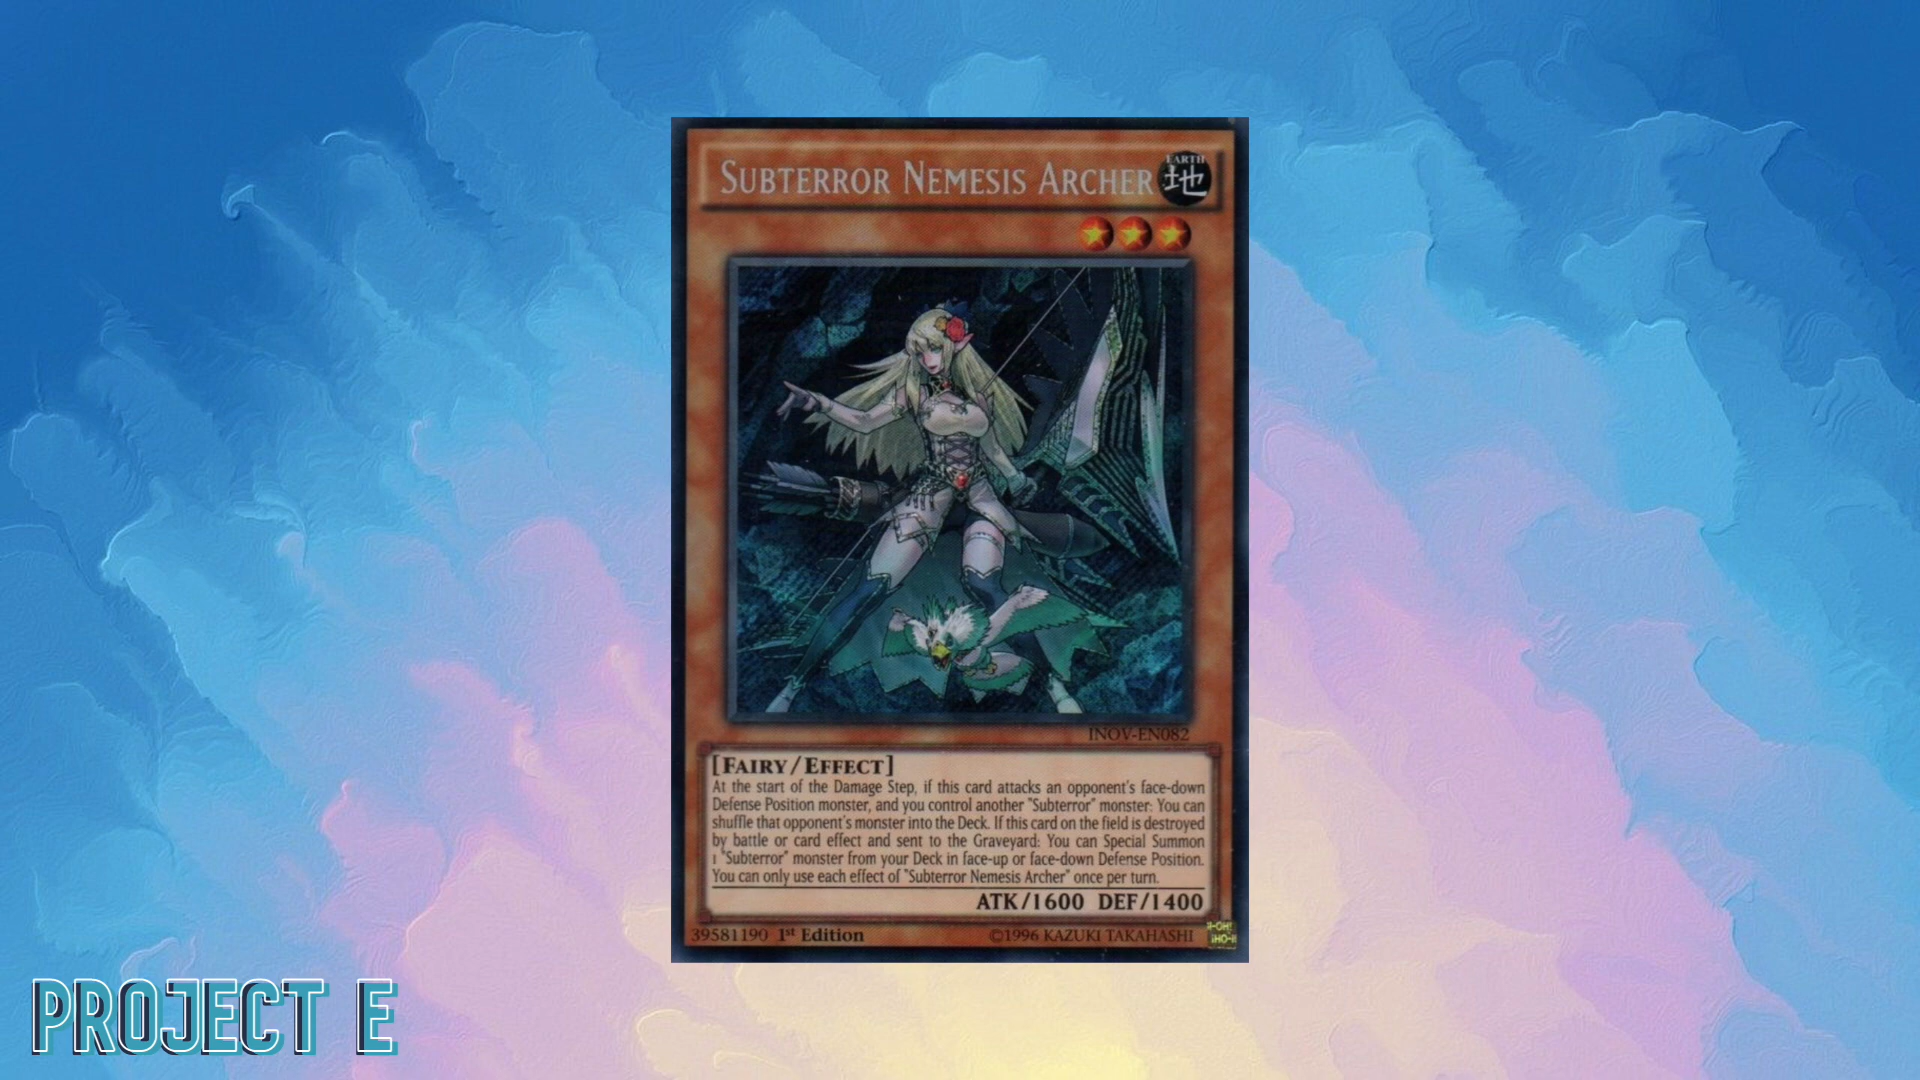 SUBTERROR NEMESIS ARCHER
EARTH
地
INOV-EN082
[FAIRY/EFFECT]
At the start of the Damage Step, if this card attacks an opponent's face-down
Defense Position monster, and you control another "Subterror" monster: You can
shuffle that opponent's monster into the Deck. If this card on the field is destroyed
by battle or card effect and sent to the Graveyard: You can Special Summon
1 "Subterror" monster from your Deck in face-up or face-down Defense Position.
You can only use each effect of "Subterror Nemesis Archer" once per turn.
ATK/1600 DEF/1400
39581190 1st Edition
©1996 KAZUKI TAKAHASHI
PROJECT E